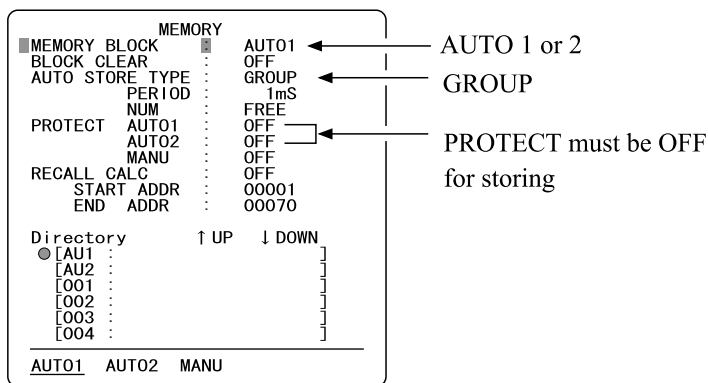 MEMORY
MEMORY BLOCK : AUTO1
BLOCK CLEAR : OFF
AUTO STORE TYPE : GROUP
PERIOD : 1mS
NUM : FREE
PROTECT AUTO1 : OFF
AUTO2 : OFF
MANU : OFF
RECALL CALC : OFF
START ADDR : 00001
END ADDR : 00070
Directory ↑ UP ↓ DOWN
[AU1 : ]
[AU2 : ]
[001 : ]
[002 : ]
[003 : ]
[004 : ]
AUTO1 AUTO2 MANU
AUTO 1 or 2
GROUP
PROTECT must be OFF
for storing